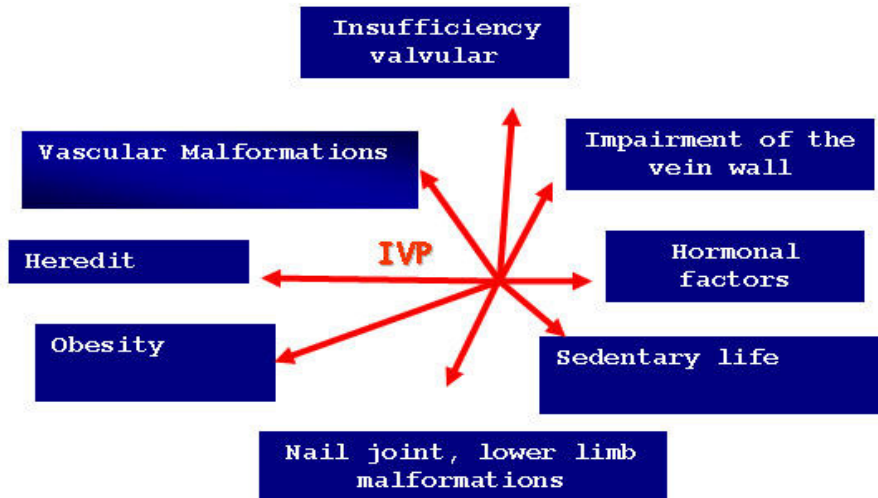 Insufficiency
valvular
Vascular Malformations
Impairment of the
vein wall
IVP
Heredit
Hormonal
factors
Obesity
Sedentary life
Nail joint, lower limb
malformations